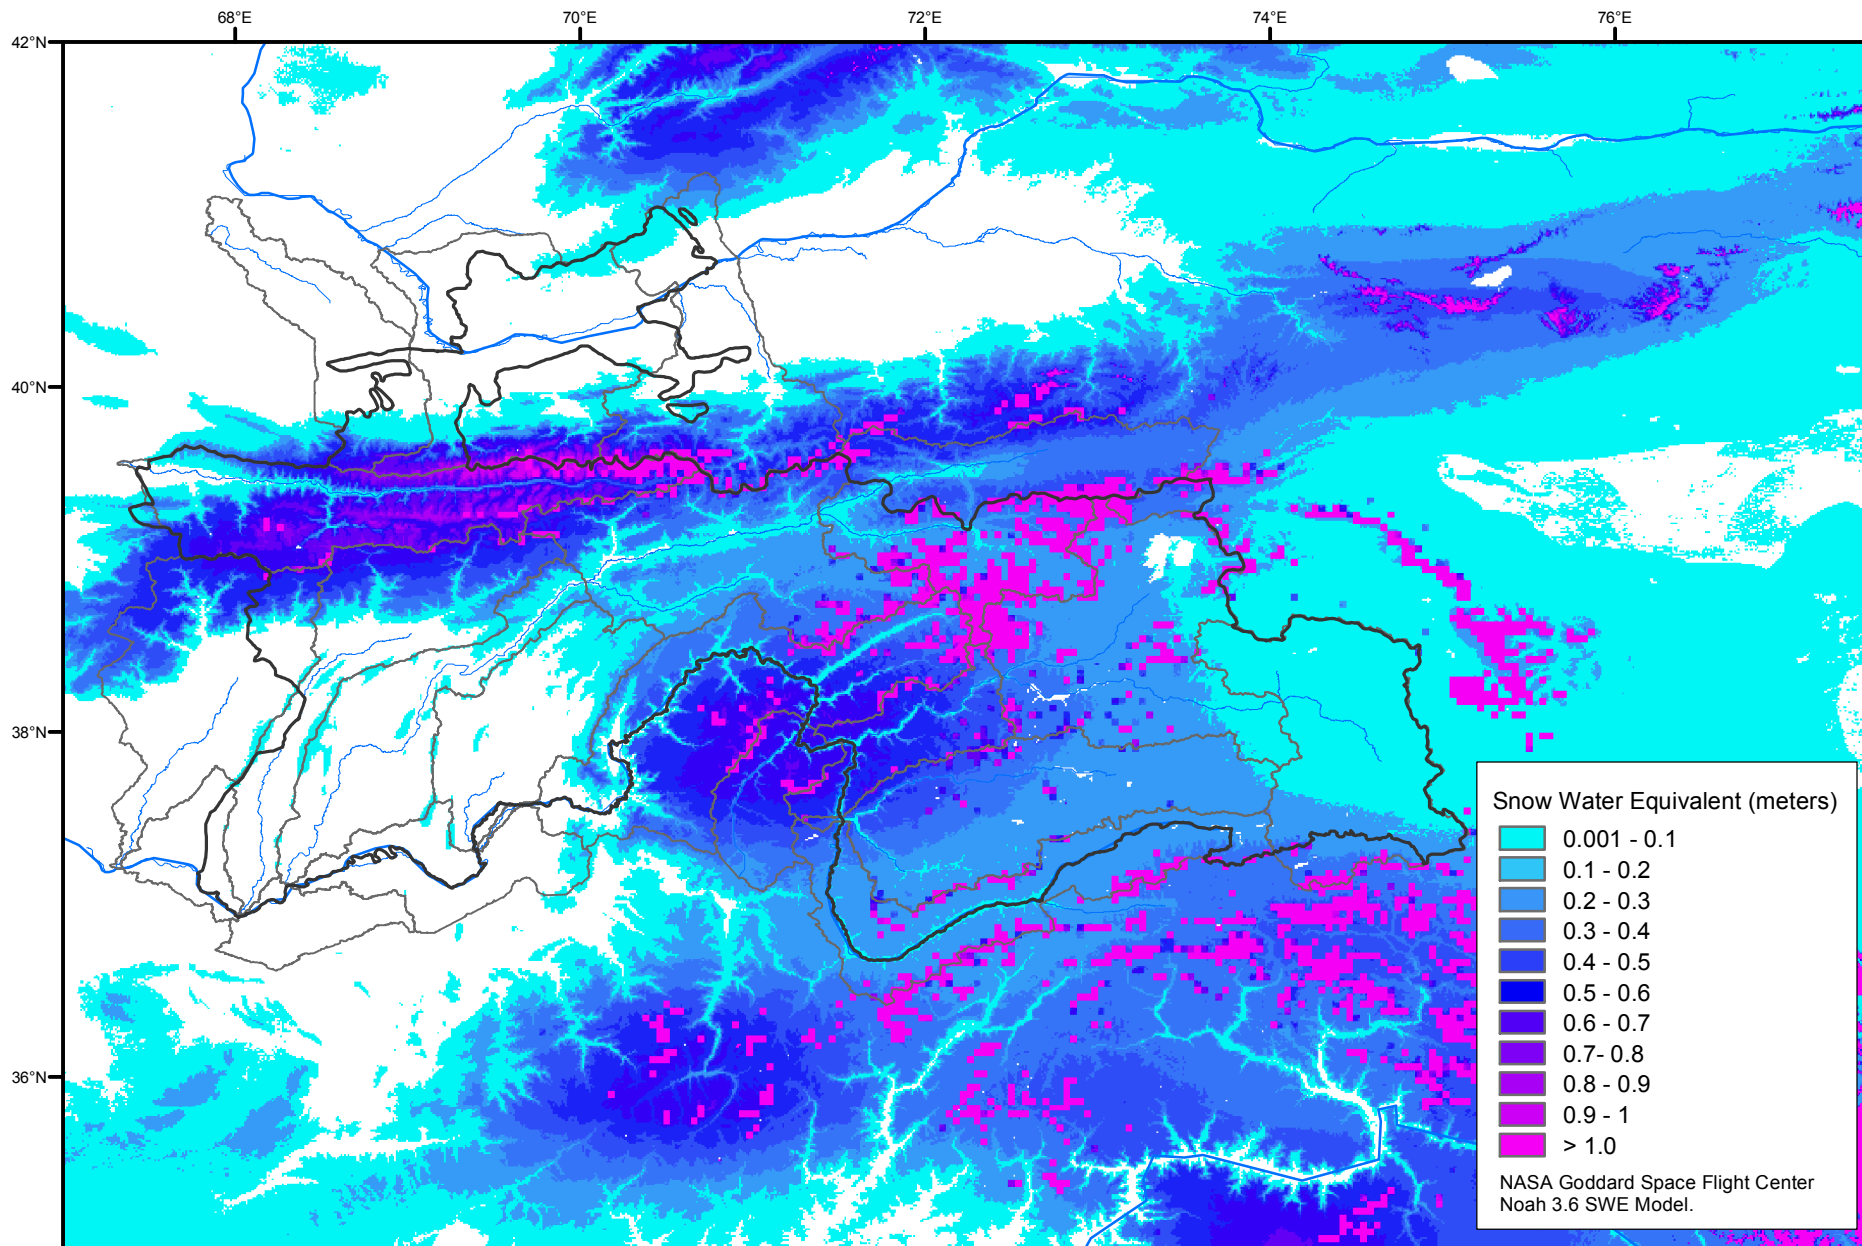 68°E 70°E 72°E 74°E 76°E
42°N
40°N
38°N
36°N
Snow Water Equivalent (meters)
0.001 - 0.1
0.1 - 0.2
0.2 - 0.3
0.3 - 0.4
0.4 - 0.5
0.5 - 0.6
0.6 - 0.7
0.7- 0.8
0.8 - 0.9
0.9 - 1
> 1.0
NASA Goddard Space Flight Center
Noah 3.6 SWE Model.